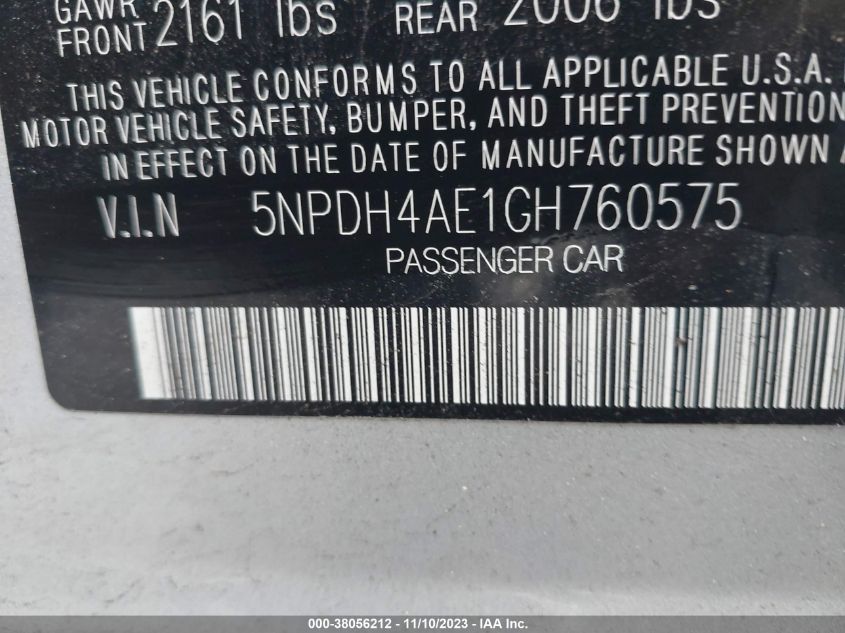 GAWR
FRONT 2161 lbs REAR 2006 lbs
THIS VEHICLE CONFORMS TO ALL APPLICABLE U.S.A.
MOTOR VEHICLE SAFETY, BUMPER, AND THEFT PREVENTION
IN EFFECT ON THE DATE OF MANUFACTURE SHOWN
V.I.N 5NPDH4AE1GH760575
PASSENGER CAR
000-38056212 - 11/10/2023 - IAA Inc.